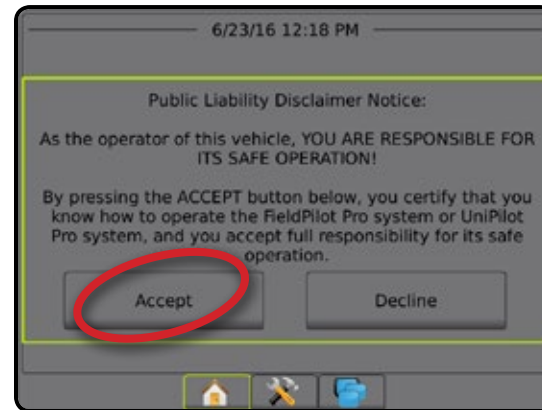 6/23/16 12:18 PM
Public Liability Disclaimer Notice:
As the operator of this vehicle, YOU ARE RESPONSIBLE FOR
ITS SAFE OPERATION!
By pressing the ACCEPT button below, you certify that you
know how to operate the FieldPilot Pro system or UniPilot
Pro system, and you accept full responsibility for its safe
operation.
Accept
Decline